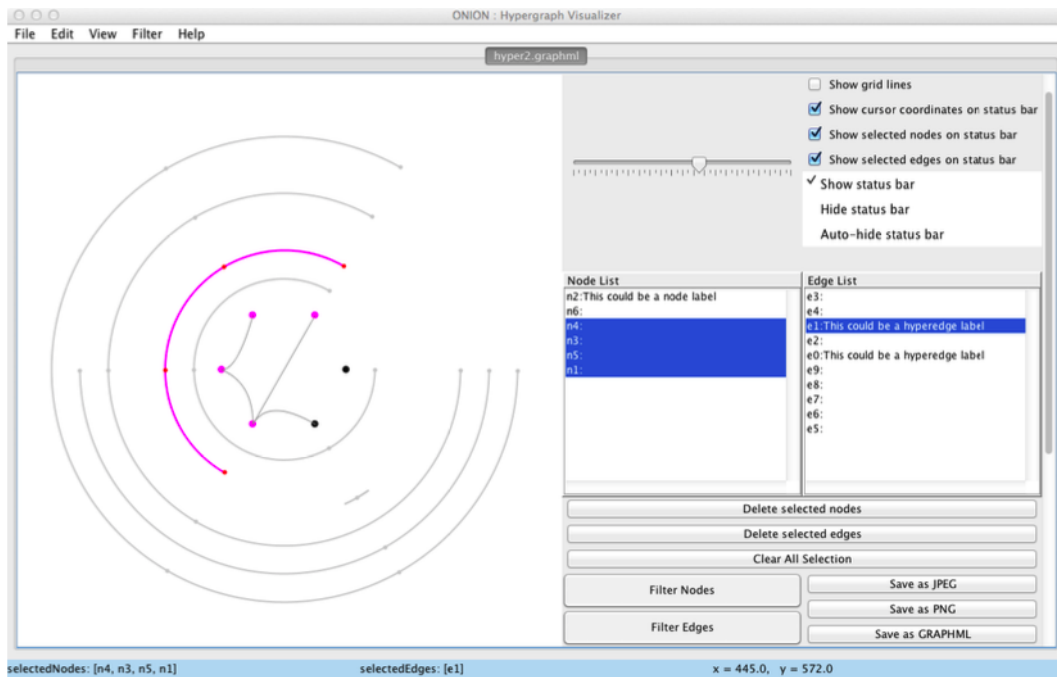 ONION : Hypergraph Visualizer
File Edit View Filter Help
hyper2.graphml
Show grid lines
Show cursor coordinates on status bar
Show selected nodes on status bar
Show selected edges on status bar
Show status bar
Hide status bar
Auto-hide status bar
Node List
n2:This could be a node label
n6:
n4:
n3:
n5:
n1:
Edge List
e3:
e4:
e1:This could be a hyperedge label
e2:
e0:This could be a hyperedge label
e9:
e8:
e7:
e6:
e5:
Delete selected nodes
Delete selected edges
Clear All Selection
Filter Nodes
Filter Edges
Save as JPEG
Save as PNG
Save as GRAPHML
selectedNodes: [n4, n3, n5, n1] selectedEdges: [e1] x = 445.0, y = 572.0